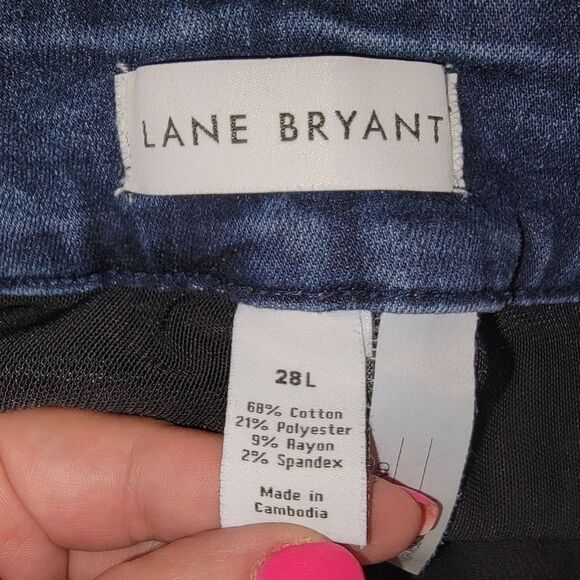 LANE BRYANT
28L
68% Cotton
21% Polyester
9% Rayon
2% Spandex
Made in
Cambodia